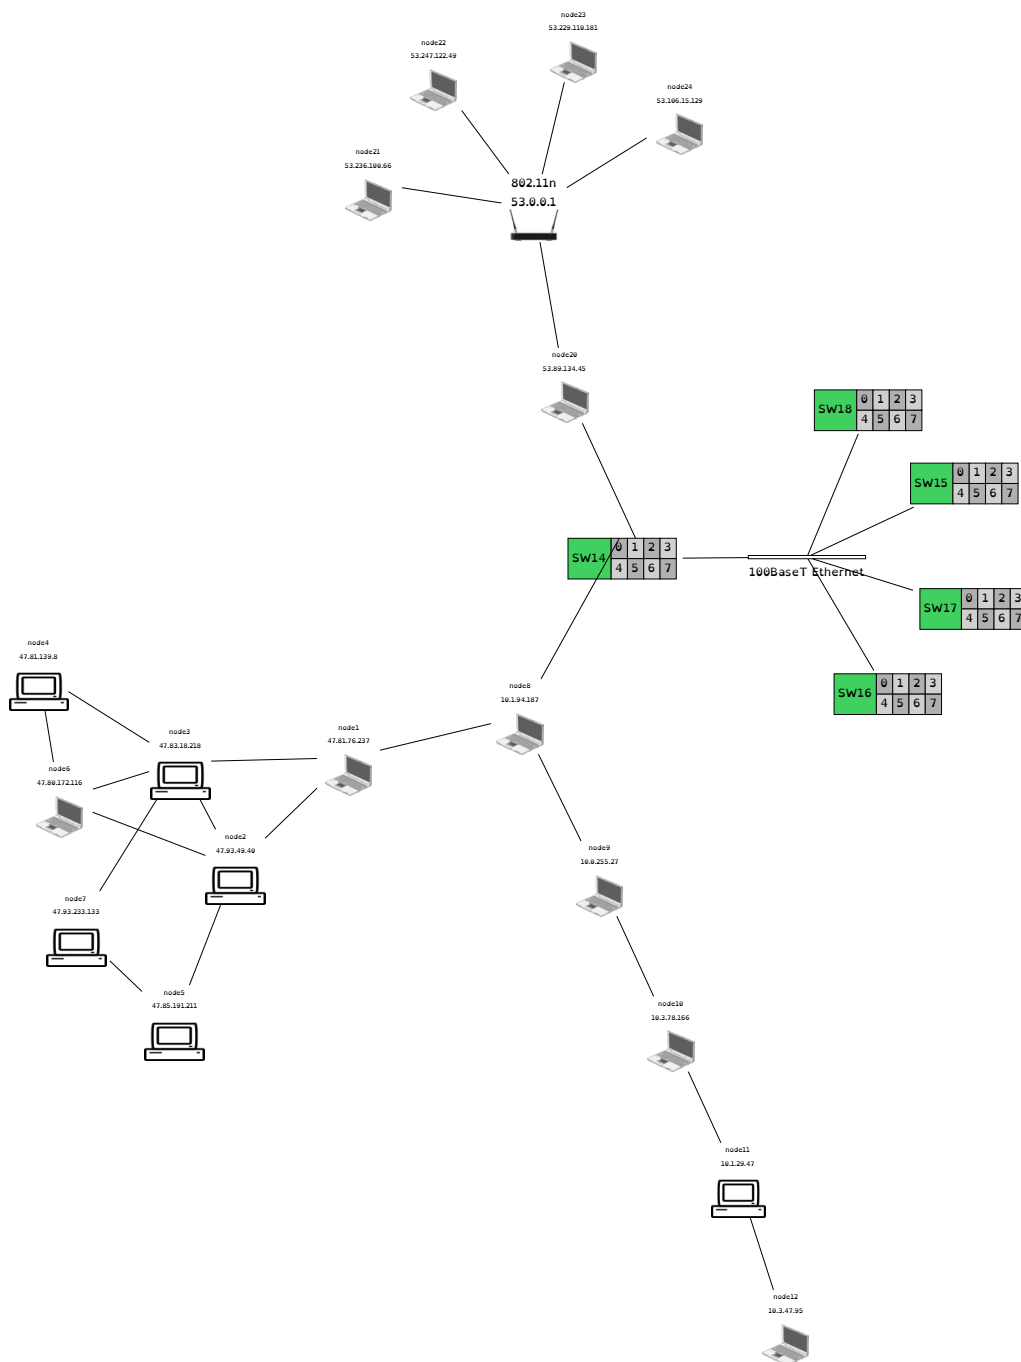 node23
53.229.110.181
node22
53.247.122.49
node24
53.106.15.129
node21
53.236.100.66
802.11n
53.0.0.1
node20
53.89.134.45
SW18
0 1 2 3
4 5 6 7
SW15
0 1 2 3
4 5 6 7
SW14
0 1 2 3
4 5 6 7
100BaseT Ethernet
SW17
0 1 2 3
4 5 6 7
SW16
0 1 2 3
4 5 6 7
node4
47.81.139.8
node8
10.1.94.187
node1
47.81.76.237
node3
47.83.18.218
node6
47.80.172.116
node2
47.93.49.40
node9
10.0.255.27
node7
47.93.233.133
node5
47.85.191.211
node10
10.3.78.166
node11
10.1.29.47
node12
10.3.47.95